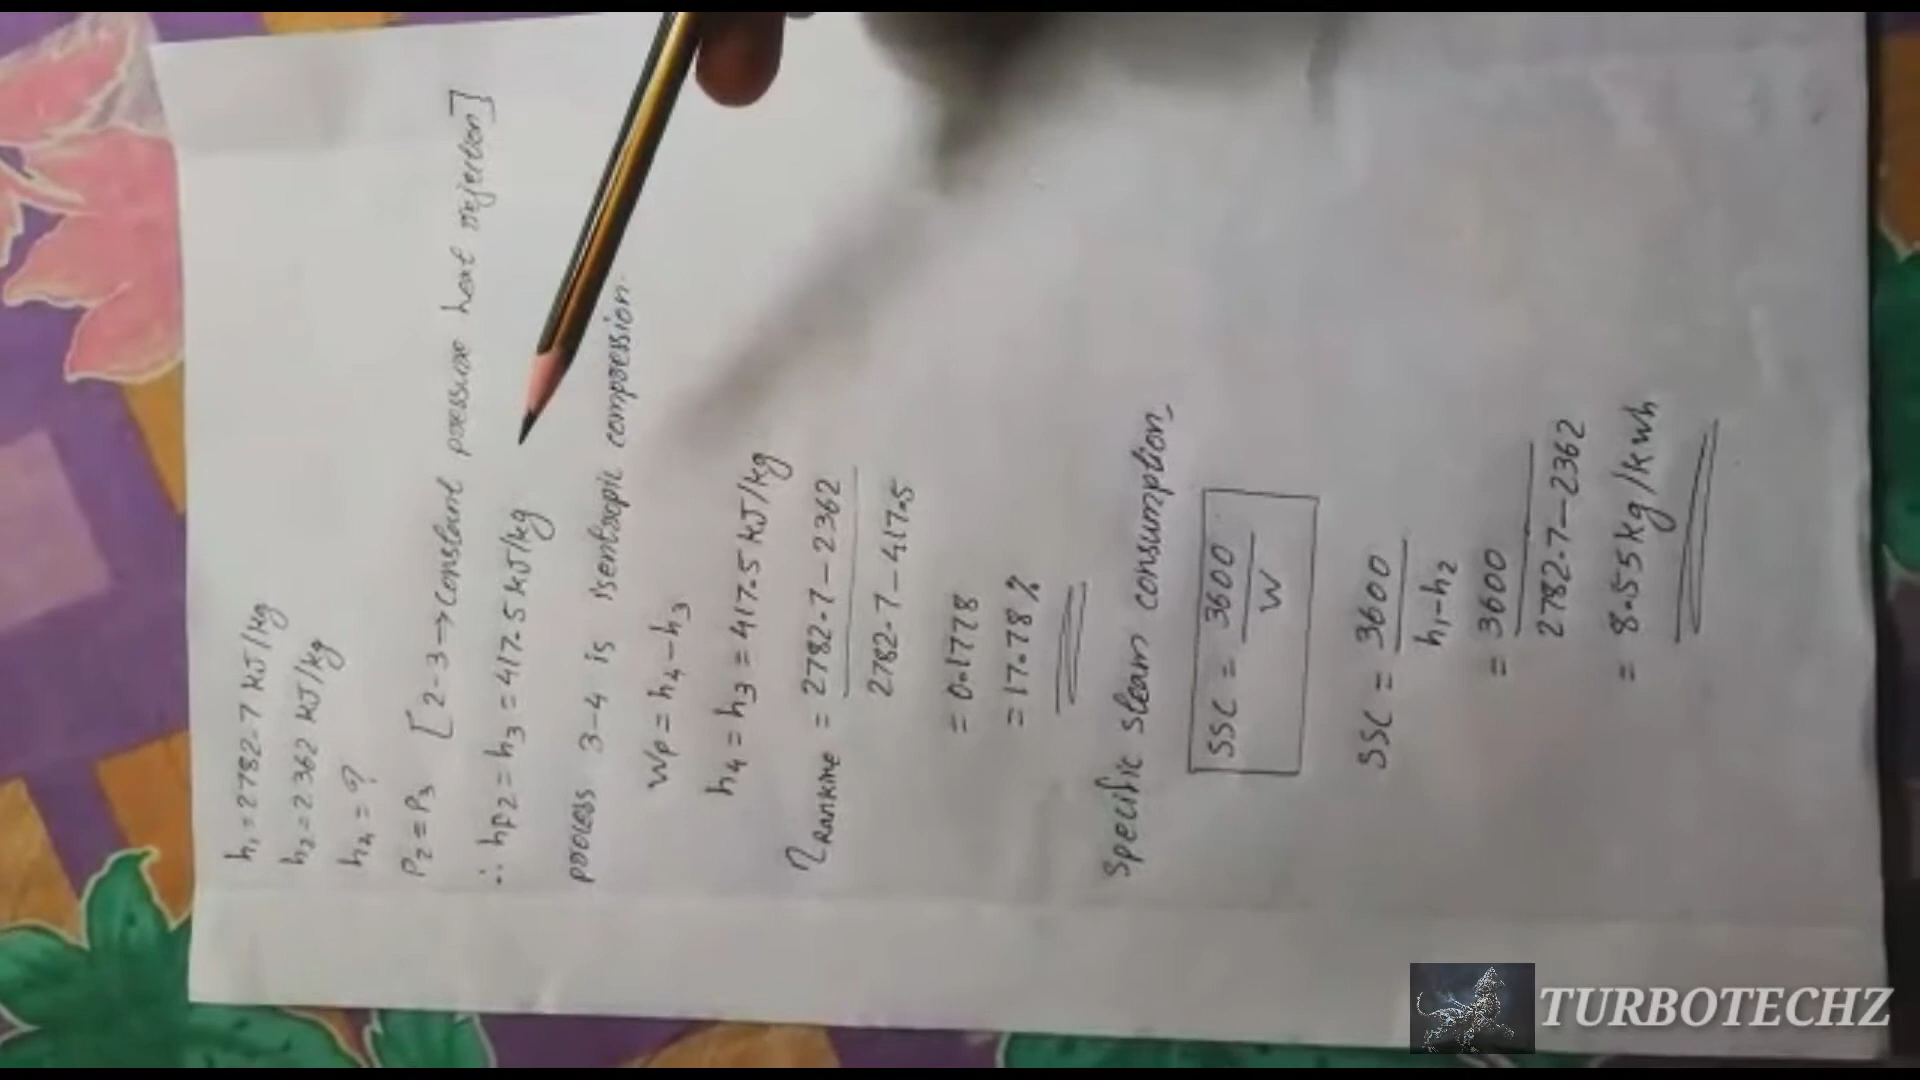 h₁ = 2782.7 kJ/kg
h₂ = 2362 kJ/kg
h₄ = ?
P₂ = P₃ [2-3 → constant pressure heat rejection]
∴ hp₂ = h₃ = 417.5 kJ/kg
process 3-4 is isentropic compression.
Wp = h₄ - h₃
h₄ = h₃ = 417.5 kJ/kg
η Rankine = 2782.7 - 2362
2782.7 - 417.5
= 0.1778
= 17.78 %
Specific steam consumption
SSC = 3600
W
SSC = 3600
h₁ - h₂
= 3600
2782.7 - 2362
= 8.55 kg/kWh
TURBOTECHZ